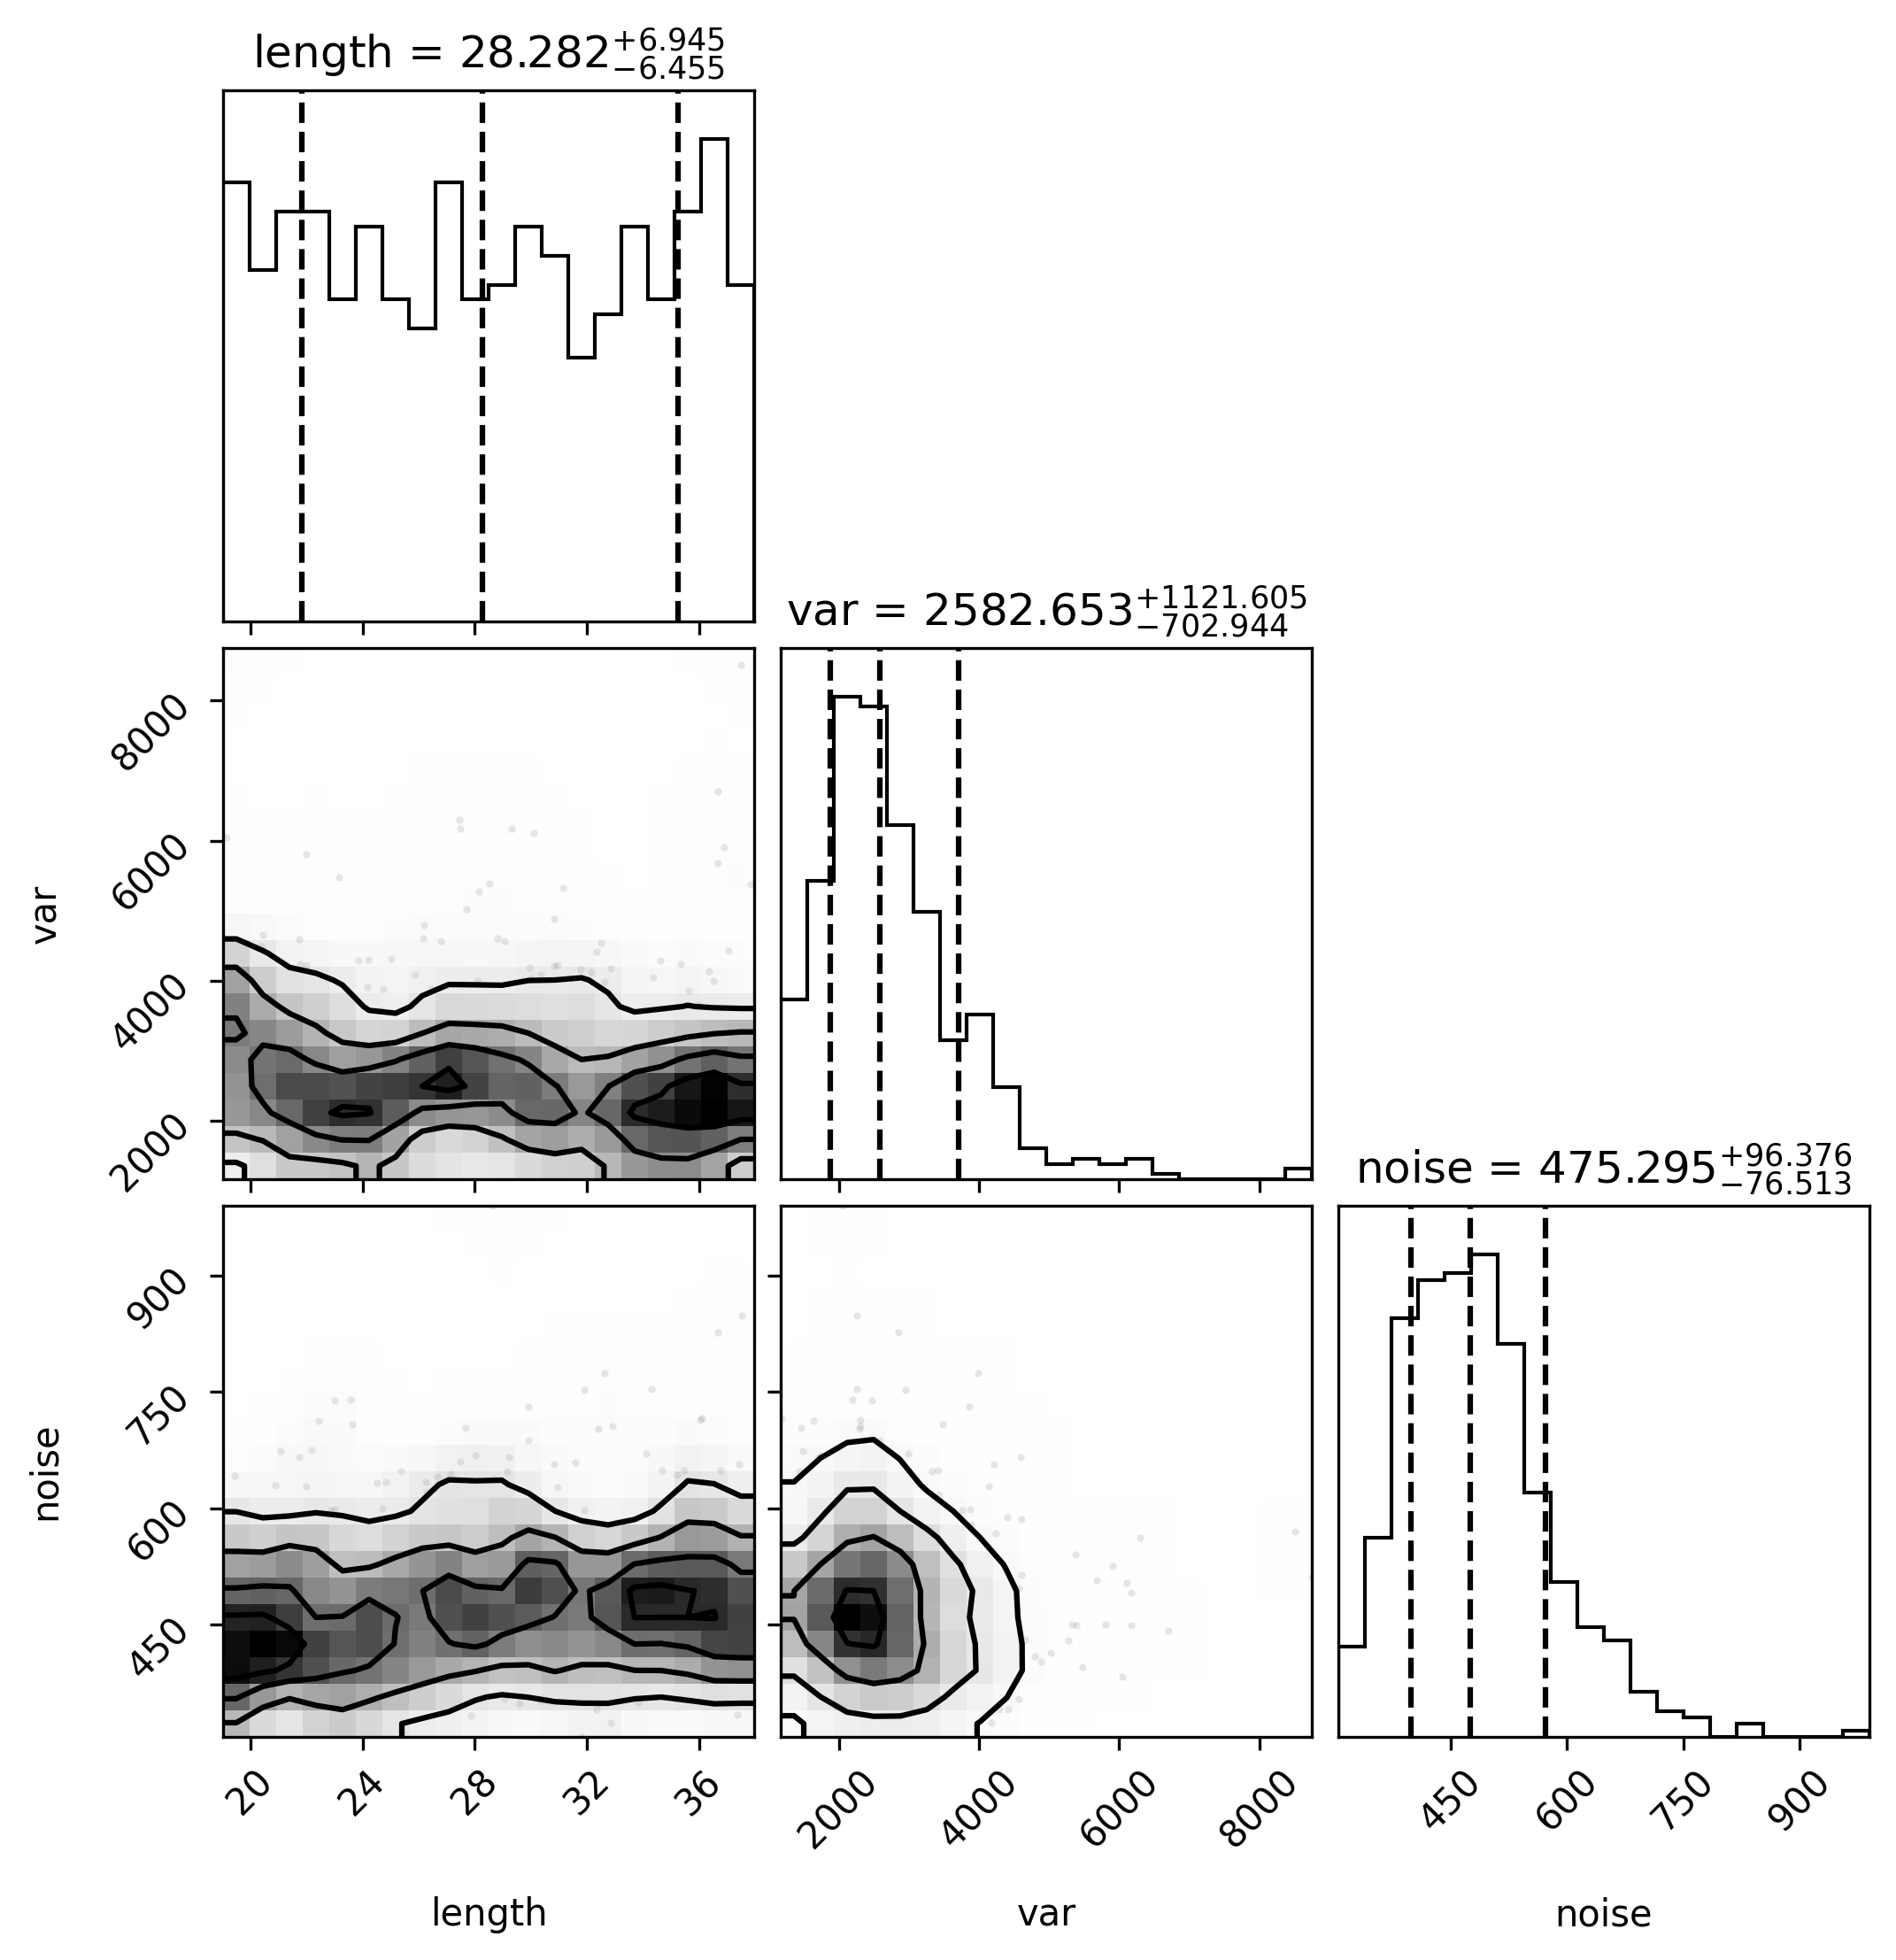 length = 28.282 +6.945 −6.455
var = 2582.653 +1121.605 −702.944
8000
6000
4000
2000
var
noise = 475.295 +96.376 −76.513
900
750
600
450
noise
20 24 28 32 36 2000 4000 6000 8000 450 600 750 900
length var noise